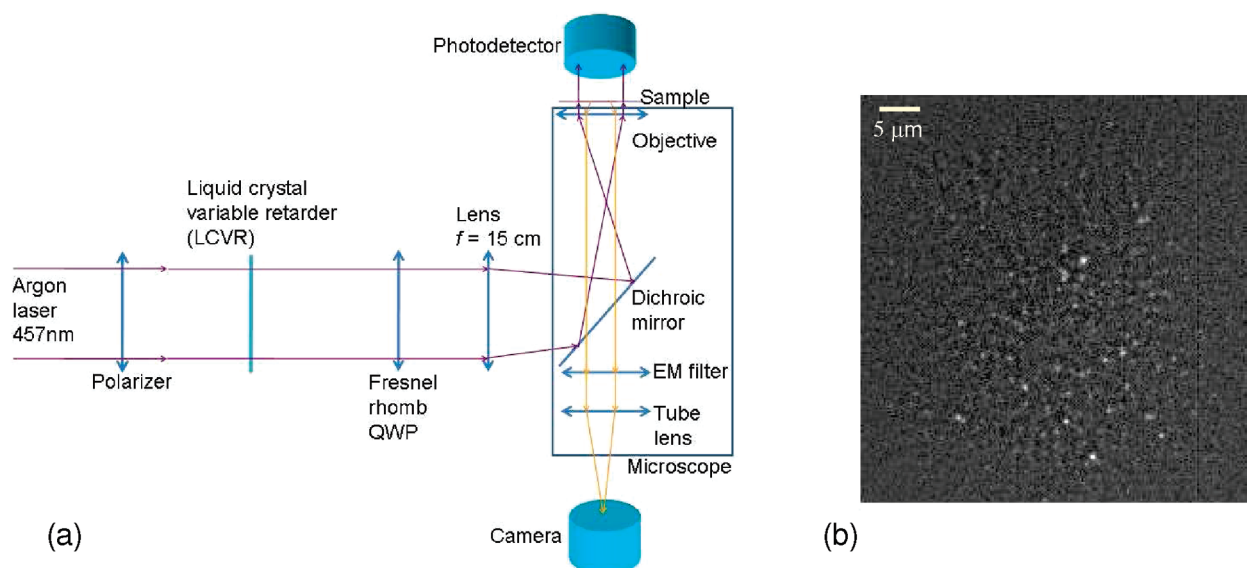 Photodetector
Sample
Objective
5 μm
Liquid crystal
variable retarder
(LCVR)
Lens
f = 15 cm
Argon
laser
457nm
Dichroic
mirror
Polarizer
Fresnel
rhomb
QWP
EM filter
Tube
lens
Microscope
Camera
(a)
(b)